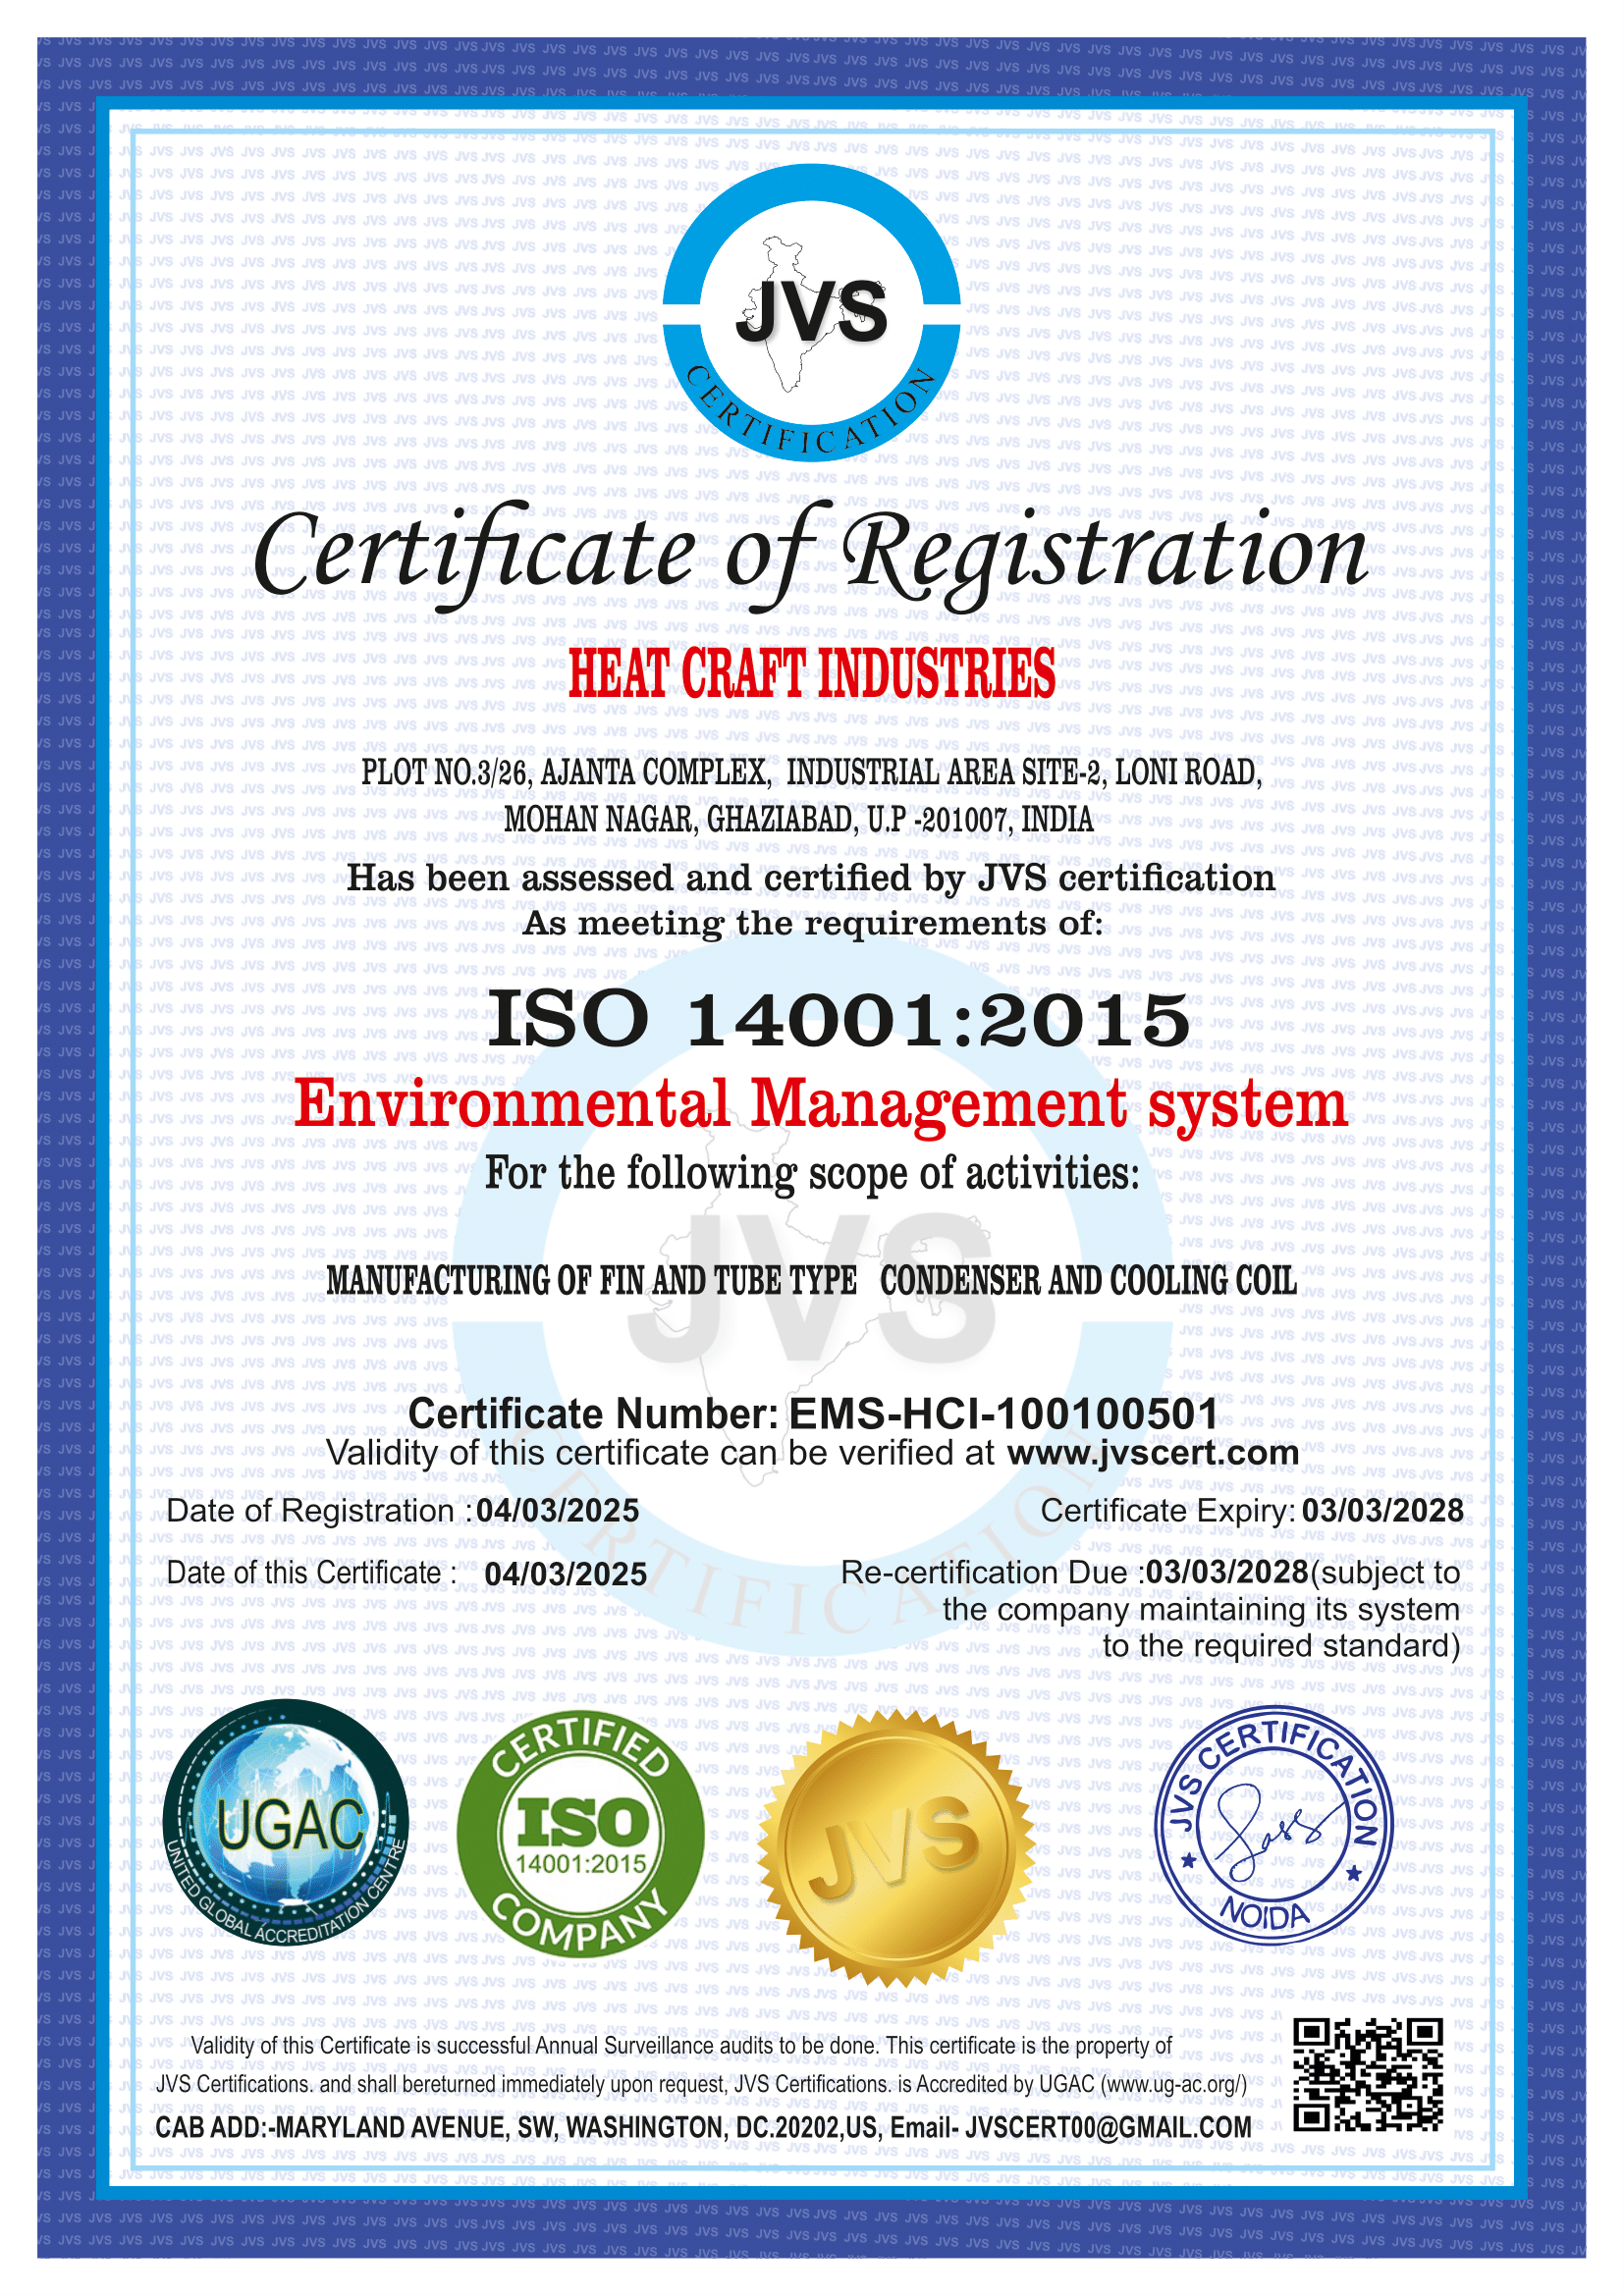 JVS
CERTIFICATION
Certificate of Registration
HEAT CRAFT INDUSTRIES
PLOT NO.3/26, AJANTA COMPLEX, INDUSTRIAL AREA SITE-2, LONI ROAD,
MOHAN NAGAR, GHAZIABAD, U.P -201007, INDIA
Has been assessed and certified by JVS certification
As meeting the requirements of:
ISO 14001:2015
Environmental Management system
For the following scope of activities:
MANUFACTURING OF FIN AND TUBE TYPE CONDENSER AND COOLING COIL
Certificate Number: EMS-HCI-100100501
Validity of this certificate can be verified at www.jvscert.com
Date of Registration : 04/03/2025
Certificate Expiry: 03/03/2028
Date of this Certificate : 04/03/2025
Re-certification Due :03/03/2028(subject to
the company maintaining its system
to the required standard)
UGAC
UNITED GLOBAL ACCREDITATION CENTRE
CERTIFIED
ISO
14001:2015
COMPANY
JVS
JVS CERTIFICATION
NOIDA
Validity of this Certificate is successful Annual Surveillance audits to be done. This certificate is the property of
JVS Certifications. and shall bereturned immediately upon request, JVS Certifications. is Accredited by UGAC (www.ug-ac.org/)
CAB ADD:-MARYLAND AVENUE, SW, WASHINGTON, DC.20202,US, Email- JVSCERT00@GMAIL.COM